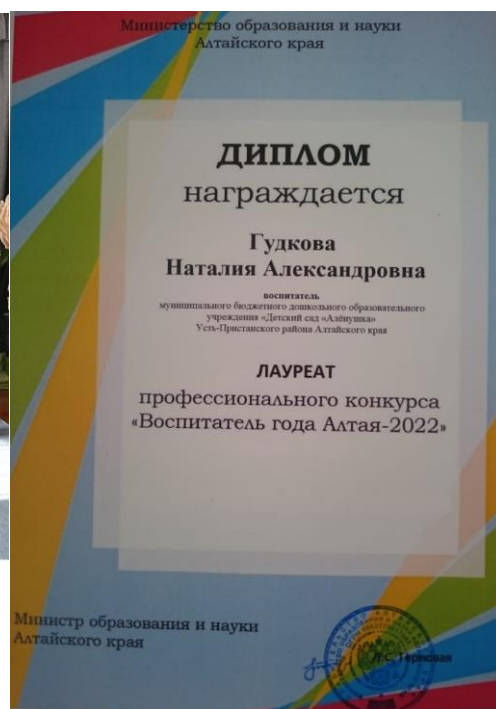 Министерство образования и науки
Алтайского края
ДИПЛОМ
награждается
Гудкова
Наталия Александровна
воспитатель
муниципального бюджетного дошкольного образовательного
учреждения «Детский сад «Алёнушка»
Усть-Пристанского района Алтайского края
ЛАУРЕАТ
профессионального конкурса
«Воспитатель года Алтая-2022»
Министр образования и науки
Алтайского края
Терновая